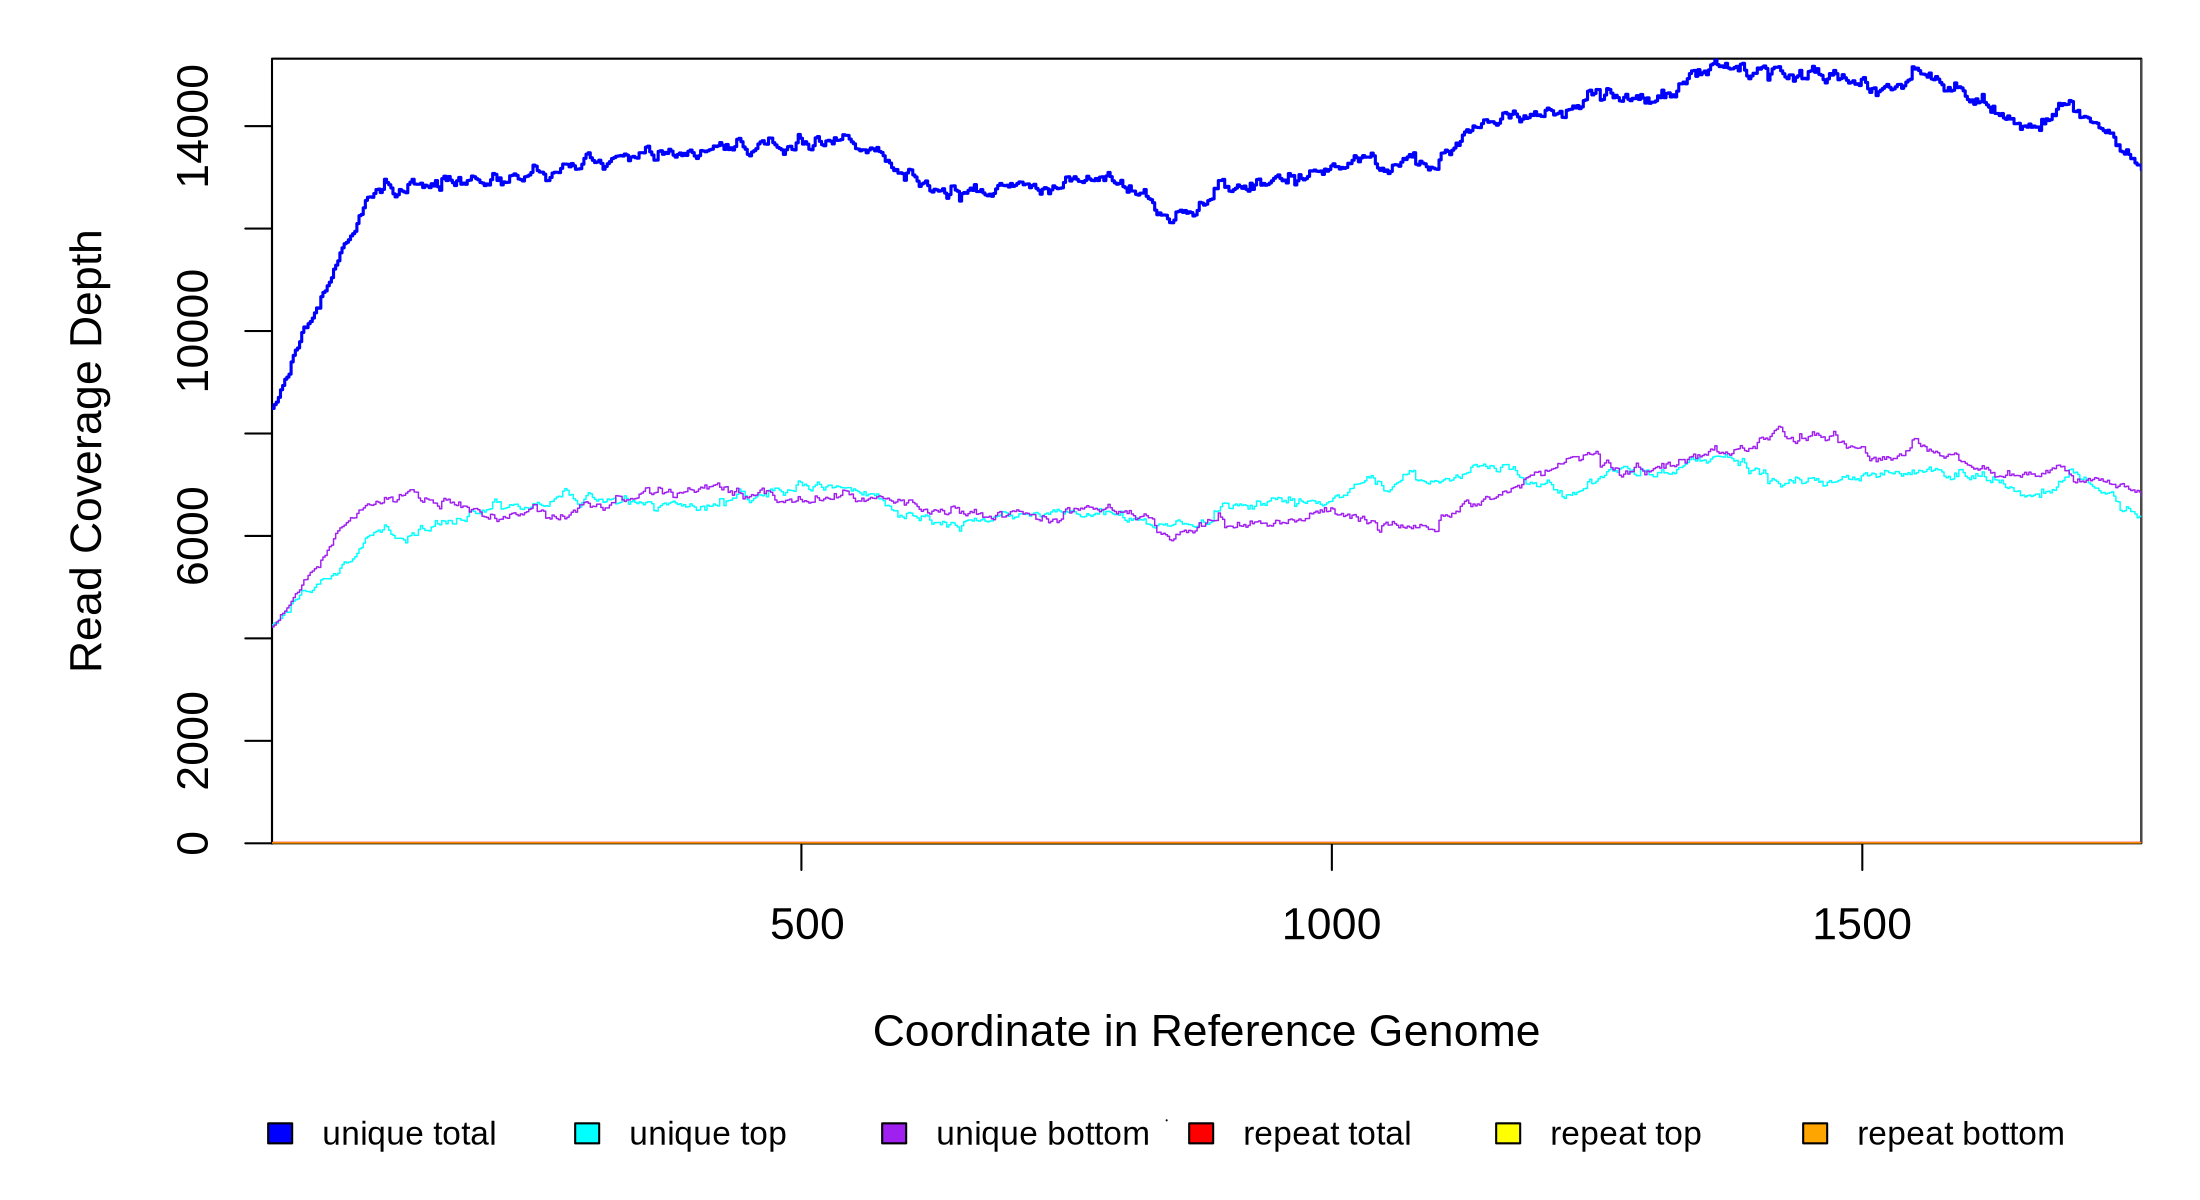 Read Coverage Depth
14000
10000
6000
2000
0
500 1000 1500
Coordinate in Reference Genome
unique total unique top unique bottom repeat total repeat top repeat bottom